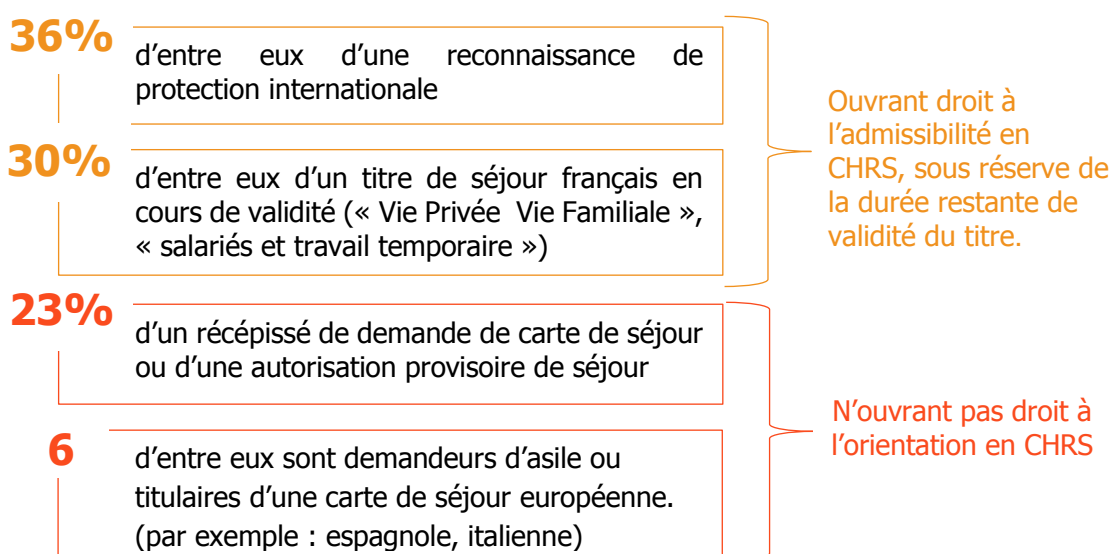 36%
d’entre eux d’une reconnaissance de
protection internationale
30%
d’entre eux d’un titre de séjour français en
cours de validité (« Vie Privée Vie Familiale »,
« salariés et travail temporaire »)
Ouvrant droit à
l’admissibilité en
CHRS, sous réserve de
la durée restante de
validité du titre.
23%
d’un récépissé de demande de carte de séjour
ou d’une autorisation provisoire de séjour
6
d’entre eux sont demandeurs d’asile ou
titulaires d’une carte de séjour européenne.
(par exemple : espagnole, italienne)
N’ouvrant pas droit à
l’orientation en CHRS